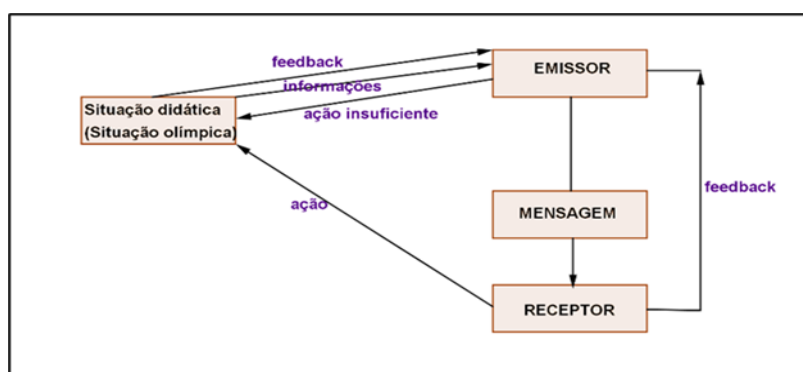 feedback
EMISSOR
informações
Situação didática
(Situação olímpica)
ação insuficiente
feedback
ação
MENSAGEM
RECEPTOR